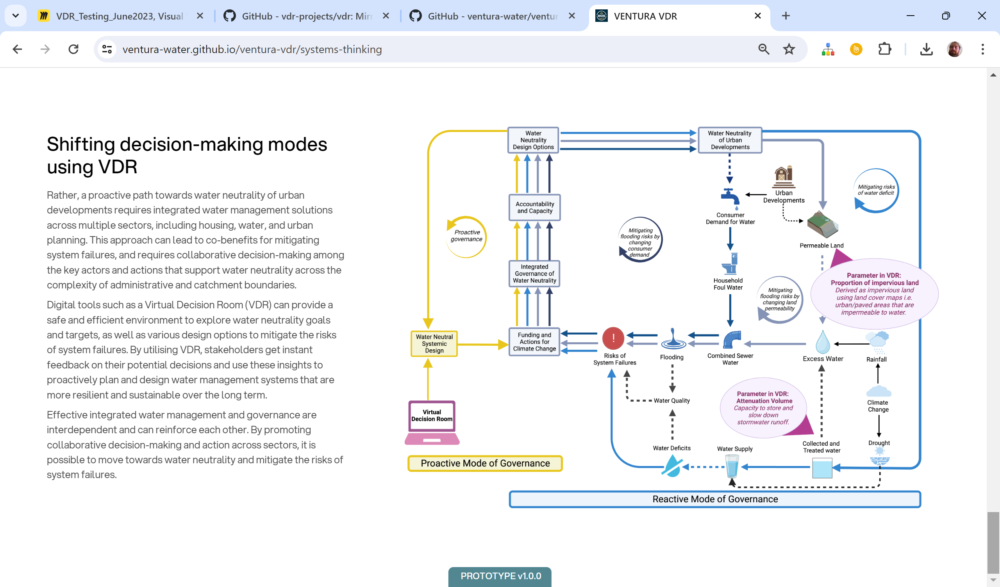 VDR_Testing_June2023, Visual
GitHub - vdr-projects/vdr: Mirr
GitHub - ventura-water/ventur
BGS
VENTURA VDR
ventura-water.github.io/ventura-vdr/systems-thinking
Shifting decision-making modes
using VDR
Rather, a proactive path towards water neutrality of urban
developments requires integrated water management solutions
across multiple sectors, including housing, water, and urban
planning. This approach can lead to co-benefits for mitigating
system failures, and requires collaborative decision-making among
the key actors and actions that support water neutrality across the
complexity of administrative and catchment boundaries.
Digital tools such as a Virtual Decision Room (VDR) can provide a
safe and efficient environment to explore water neutrality goals
and targets, as well as various design options to mitigate the risks
of system failures. By utilising VDR, stakeholders get instant
feedback on their potential decisions and use these insights to
proactively plan and design water management systems that are
more resilient and sustainable over the long term.
Effective integrated water management and governance are
interdependent and can reinforce each other. By promoting
collaborative decision-making and action across sectors, it is
possible to move towards water neutrality and mitigate the risks of
system failures.
Water
Neutrality
Design Options
Water Neutrality
of Urban
Developments
Urban
Developments
Mitigating risks
of water deficit
Accountability
and Capacity
Consumer
Demand for Water
Proactive
governance
Mitigating
flooding risks by
changing
consumer
demand
Permeable Land
Integrated
Governance of
Water Neutrality
Household
Foul Water
Mitigating
flooding risks by
changing land
permeability
Parameter in VDR:
Proportion of impervious land
Derived as impervious land
using land cover maps i.e.
urban/paved areas that are
impermeable to water.
Water Neutral
Systemic
Design
Funding and
Actions for
Climate Change
!
Risks of
System Failures
Flooding
Combined Sewer
Water
Excess Water
Rainfall
Virtual
Decision Room
Water Quality
Parameter in VDR:
Attenuation Volume
Capacity to store and
slow down
stormwater runoff.
Climate
Change
Water Deficits
Water Supply
Collected and
Treated water
Drought
Proactive Mode of Governance
Reactive Mode of Governance
PROTOTYPE v1.0.0